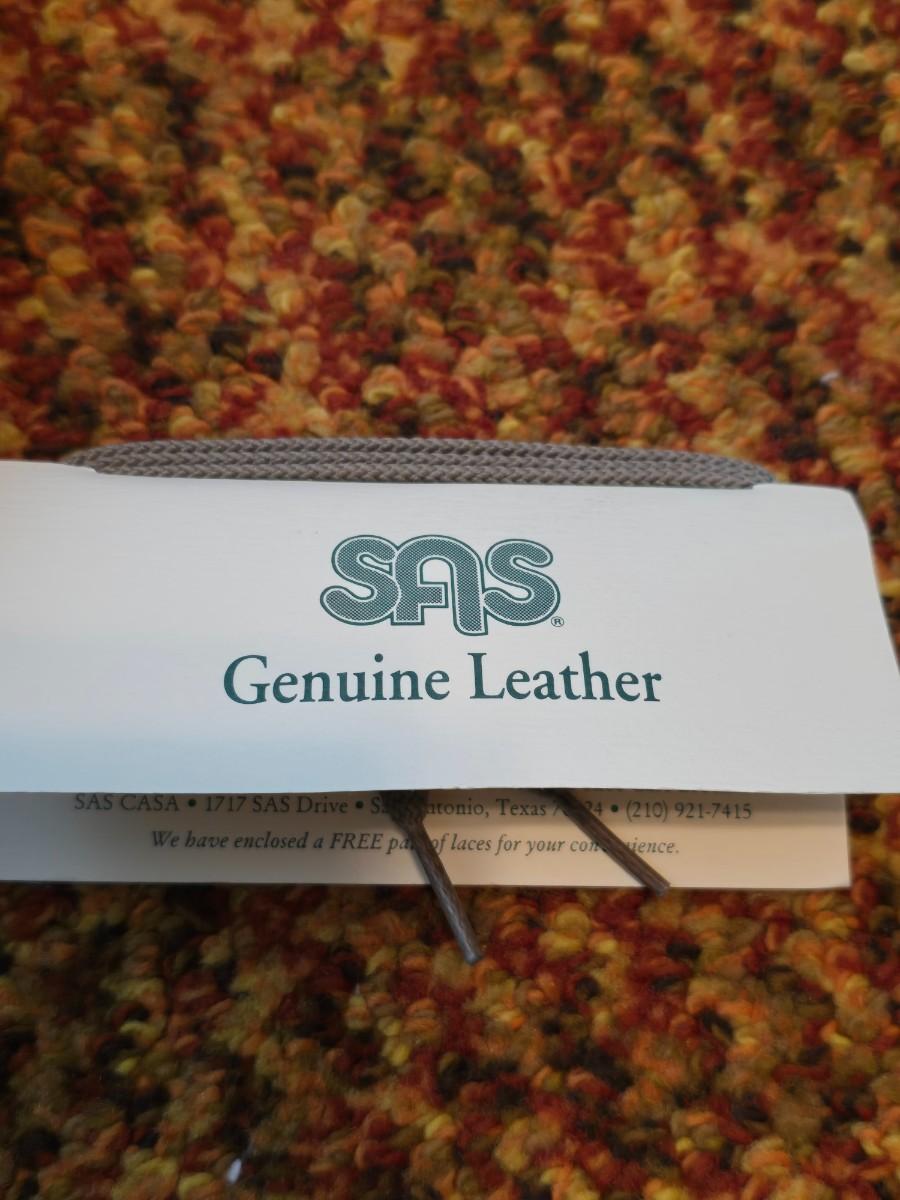 SAS®
Genuine Leather
SAS CASA • 1717 SAS Drive • Texas • (210) 921-7415
We have enclosed a FREE of laces for your